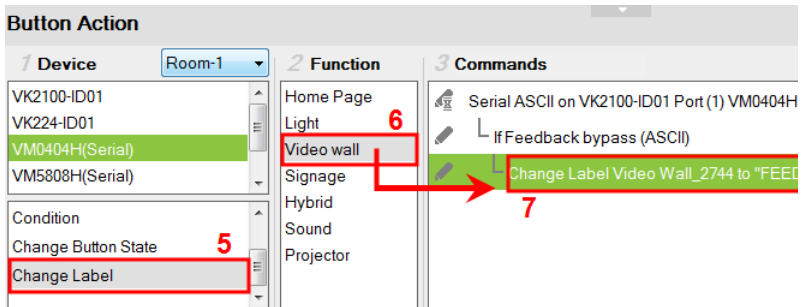 Button Action
1 Device Room-1
2 Function
3 Commands
VK2100-ID01
VK224-ID01
VM0404H(Serial)
VM5808H(Serial)
Condition
Change Button State
5
Change Label
Home Page
Light
6
Video wall
Signage
Hybrid
Sound
Projector
Serial ASCII on VK2100-ID01 Port (1) VM0404H
If Feedback bypass (ASCII)
Change Label Video Wall_2744 to "FEED
7